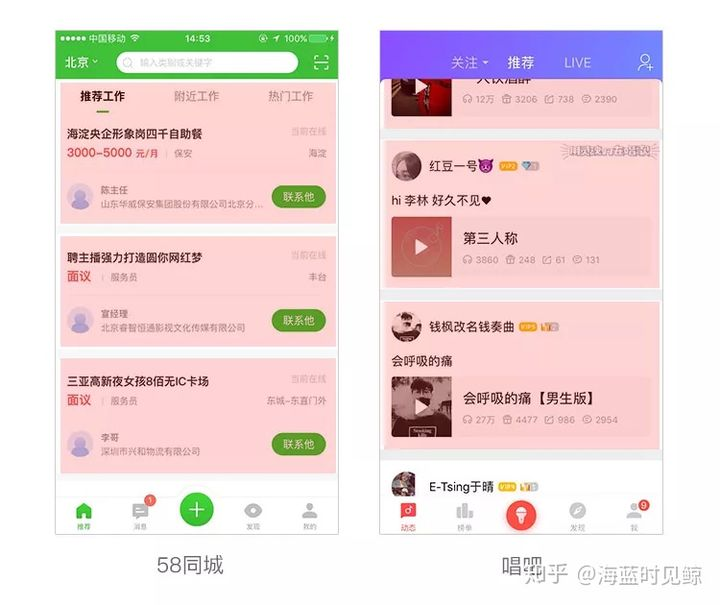 中国移动
14:53
100%
北京
输入类别或关键字
推荐工作 附近工作 热门工作
海淀央企形象岗四千自助餐 当前在线
3000-5000 元/月 保安 海淀
陈主任
山东华威保安集团股份有限公司北京分...
联系他
聘主播强力打造圆你网红梦 当前在线
面议 服务员 丰台
宣经理
北京睿智恒通影视文化传媒有限公司
联系他
三亚高新夜女孩8佰无IC卡场 当前在线
面议 服务员 东城-东直门外
李哥
深圳市兴和物流有限公司
联系他
推荐 消息 1 发现 我的
58同城
关注 推荐 LIVE
12万 3206 738 2390
红豆一号 VIP2
hi 李林 好久不见
第三人称
3860 248 61 131
钱枫改名钱奏曲 VIP5
会呼吸的痛
会呼吸的痛【男生版】
27万 4477 986 2954
E-Tsing于晴 VIP4
动态 榜单 发现 我 9
唱吧
知乎 @海蓝时见鲸